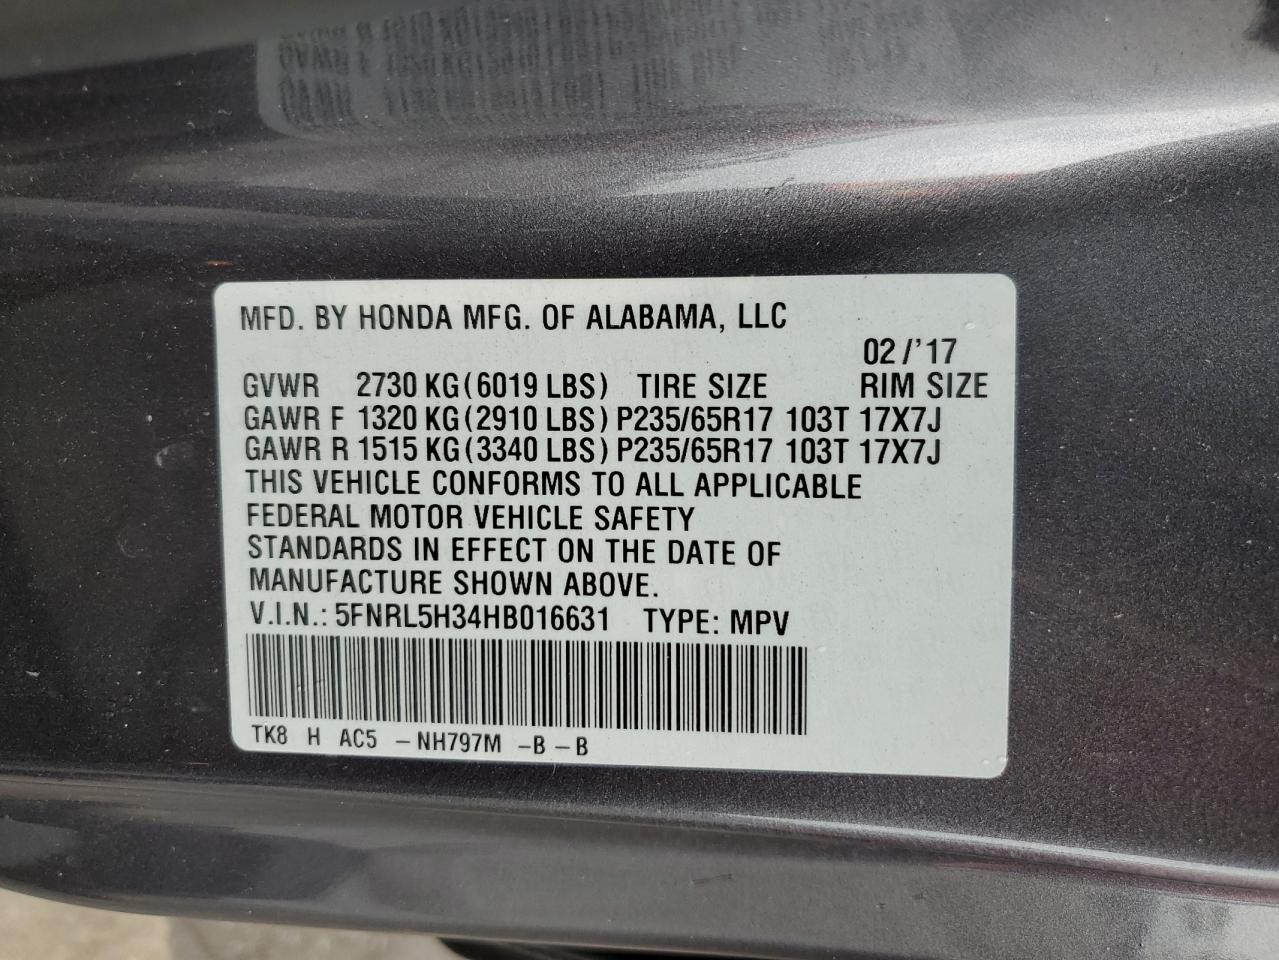 MFD. BY HONDA MFG. OF ALABAMA, LLC
02/'17
GVWR 2730 KG(6019 LBS) TIRE SIZE RIM SIZE
GAWR F 1320 KG(2910 LBS) P235/65R17 103T 17X7J
GAWR R 1515 KG(3340 LBS) P235/65R17 103T 17X7J
THIS VEHICLE CONFORMS TO ALL APPLICABLE
FEDERAL MOTOR VEHICLE SAFETY
STANDARDS IN EFFECT ON THE DATE OF
MANUFACTURE SHOWN ABOVE.
V.I.N.: 5FNRL5H34HB016631 TYPE: MPV
TK8 H AC5 -NH797M -B-B